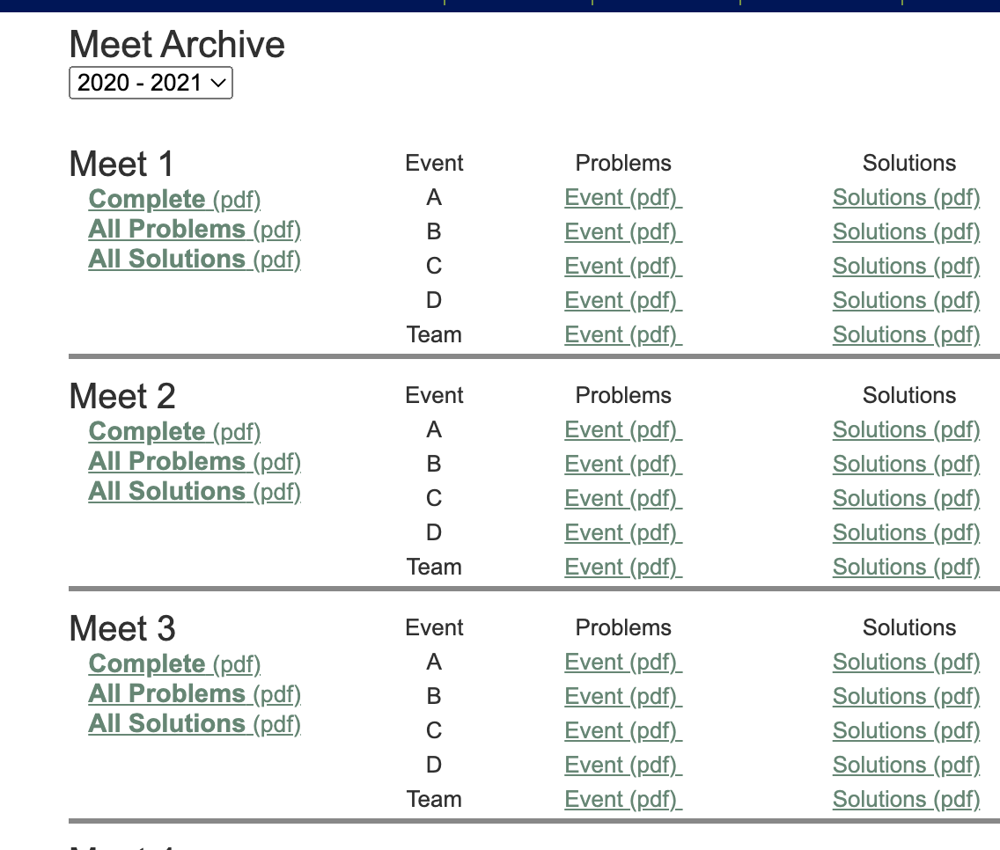 Meet Archive
2020 - 2021
Meet 1
Complete (pdf)
All Problems (pdf)
All Solutions (pdf)
Event Problems Solutions
A Event (pdf) Solutions (pdf)
B Event (pdf) Solutions (pdf)
C Event (pdf) Solutions (pdf)
D Event (pdf) Solutions (pdf)
Team Event (pdf) Solutions (pdf)
Meet 2
Complete (pdf)
All Problems (pdf)
All Solutions (pdf)
Event Problems Solutions
A Event (pdf) Solutions (pdf)
B Event (pdf) Solutions (pdf)
C Event (pdf) Solutions (pdf)
D Event (pdf) Solutions (pdf)
Team Event (pdf) Solutions (pdf)
Meet 3
Complete (pdf)
All Problems (pdf)
All Solutions (pdf)
Event Problems Solutions
A Event (pdf) Solutions (pdf)
B Event (pdf) Solutions (pdf)
C Event (pdf) Solutions (pdf)
D Event (pdf) Solutions (pdf)
Team Event (pdf) Solutions (pdf)